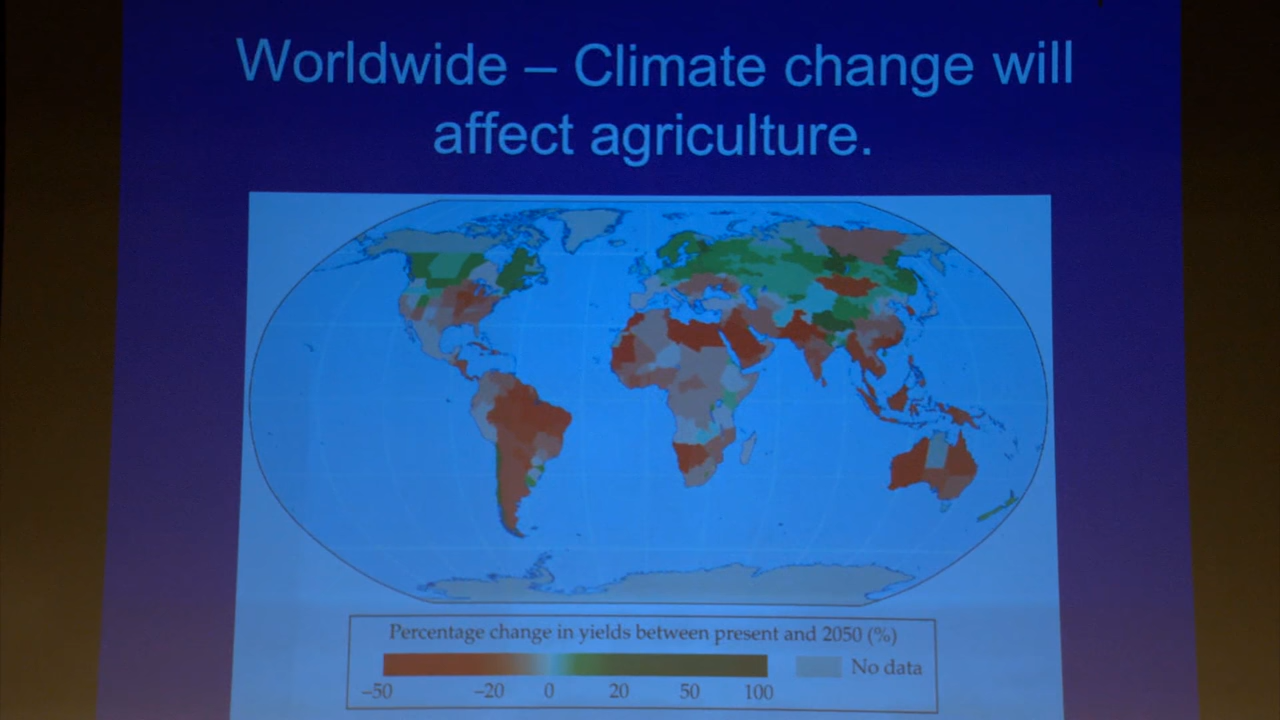 Worldwide – Climate change will
affect agriculture.
Percentage change in yields between present and 2050 (%)
No data
–50 –20 0 20 50 100